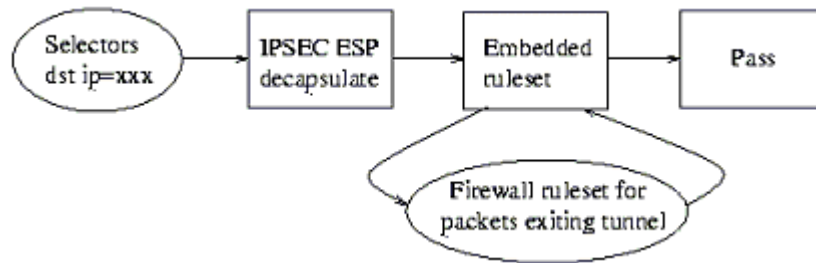 Selectors
dst ip=xxx
IPSEC ESP
decapsulate
Embedded
ruleset
Pass
Firewall ruleset for
packets exiting tunnel